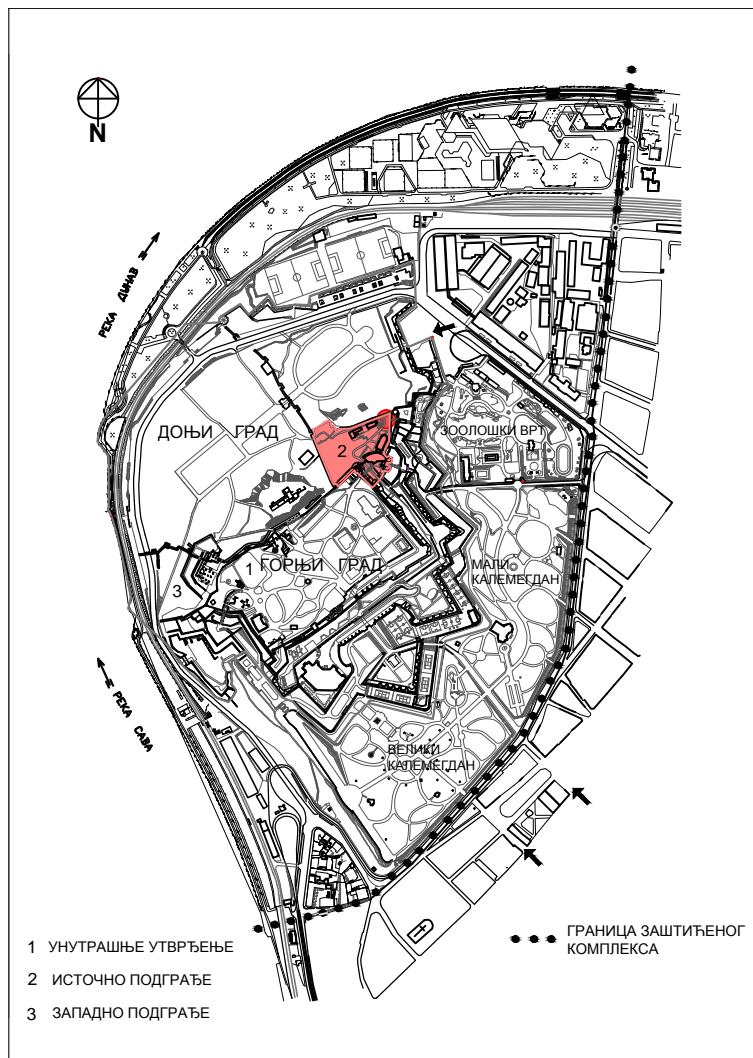 N
РЕКА ДУНАВ
ДОЊИ ГРАД
ЗООЛОШКИ ВРТ
2
1
ГОРЊИ ГРАД
МАЛИ
КАЛЕМЕГДАН
3
РЕКА САВА
ВЕЛИКИ
КАЛЕМЕГДАН
1 УНУТРАШЊЕ УТВРЂЕЊЕ
2 ИСТОЧНО ПОДГРАЂЕ
3 ЗАПАДНО ПОДГРАЂЕ
ГРАНИЦА ЗАШТИЋЕНОГ
КОМПЛЕКСА